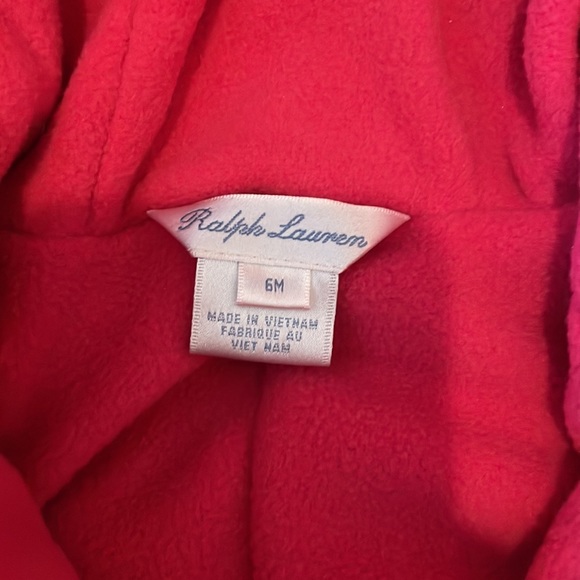 Ralph Lauren
6M
MADE IN VIETNAM
FABRIQUE AU
VIET NAM